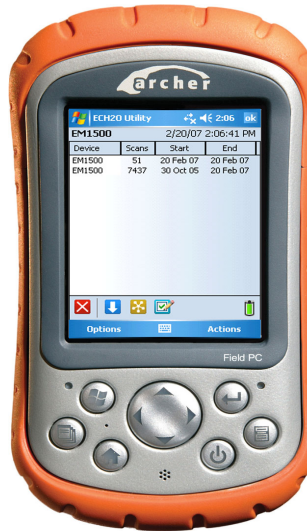 archer
ECH2O Utility 2:06 ok
EM1500 2/20/07 2:06:41 PM
Device Scans Start End
EM1500 51 20 Feb 07 20 Feb 07
EM1500 7437 30 Oct 05 20 Feb 07
Options Actions
Field PC